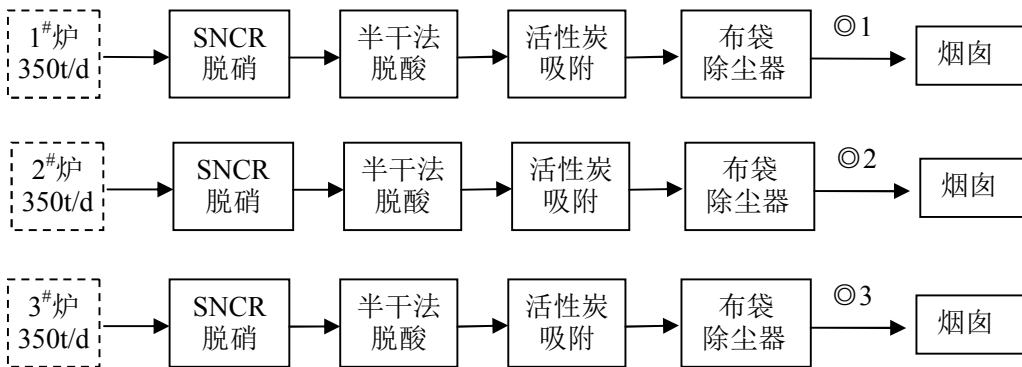 1#炉
350t/d
SNCR
脱硝
半干法
脱酸
活性炭
吸附
布袋
除尘器
◎1
烟囱
2#炉
350t/d
SNCR
脱硝
半干法
脱酸
活性炭
吸附
布袋
除尘器
◎2
烟囱
3#炉
350t/d
SNCR
脱硝
半干法
脱酸
活性炭
吸附
布袋
除尘器
◎3
烟囱